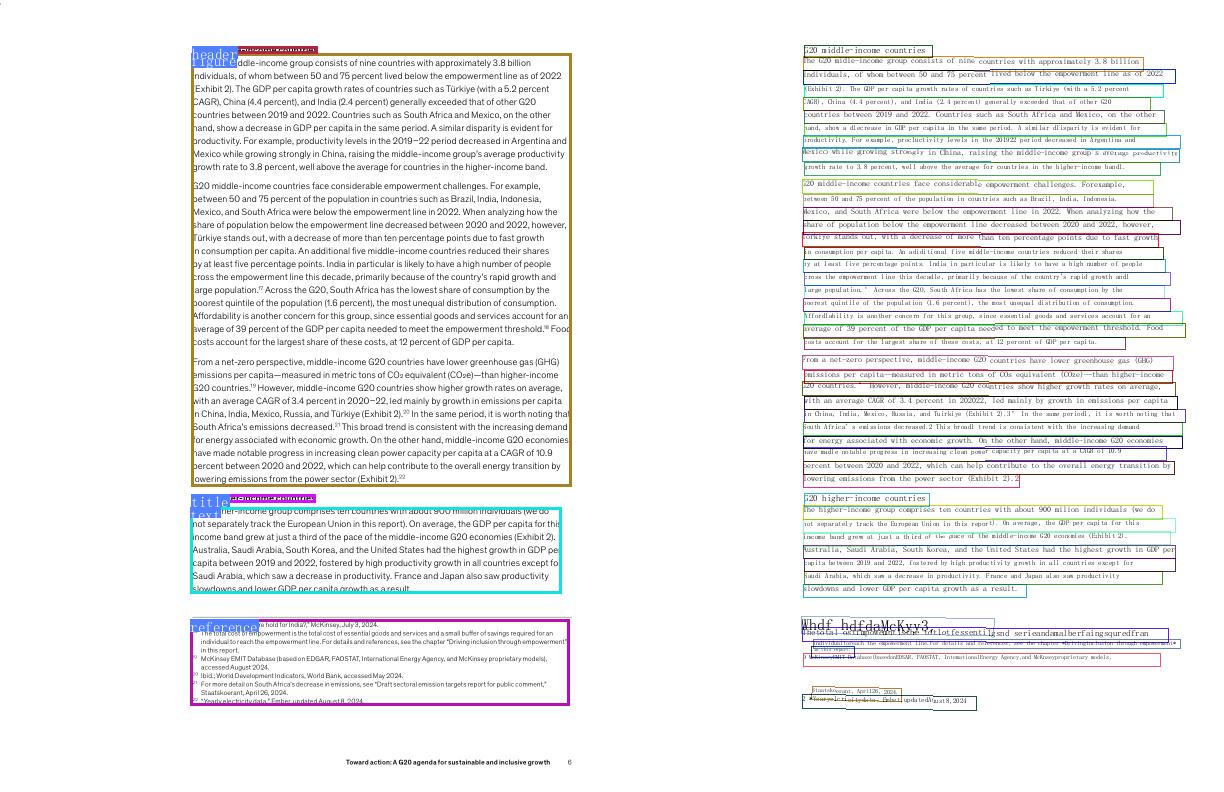 header
-income countries
figure
ddle-income group consists of nine countries with approximately 3.8 billion
individuals, of whom between 50 and 75 percent lived below the empowerment line as of 2022
(Exhibit 2). The GDP per capita growth rates of countries such as Türkiye (with a 5.2 percent
CAGR), China (4.4 percent), and India (2.4 percent) generally exceeded that of other G20
countries between 2019 and 2022. Countries such as South Africa and Mexico, on the other
hand, show a decrease in GDP per capita in the same period. A similar disparity is evident for
productivity. For example, productivity levels in the 2019–22 period decreased in Argentina and
Mexico while growing strongly in China, raising the middle-income group's average productivity
growth rate to 3.8 percent, well above the average for countries in the higher-income band.
G20 middle-income countries face considerable empowerment challenges. For example,
between 50 and 75 percent of the population in countries such as Brazil, India, Indonesia,
Mexico, and South Africa were below the empowerment line in 2022. When analyzing how the
share of population below the empowerment line decreased between 2020 and 2022, however,
Türkiye stands out, with a decrease of more than ten percentage points due to fast growth
in consumption per capita. An additional five middle-income countries reduced their shares
by at least five percentage points. India in particular is likely to have a high number of people
cross the empowerment line this decade, primarily because of the country's rapid growth and
large population.¹⁷ Across the G20, South Africa has the lowest share of consumption by the
poorest quintile of the population (1.6 percent), the most unequal distribution of consumption.
Affordability is another concern for this group, since essential goods and services account for an
average of 39 percent of the GDP per capita needed to meet the empowerment threshold.¹⁸ Food
costs account for the largest share of these costs, at 12 percent of GDP per capita.
From a net-zero perspective, middle-income G20 countries have lower greenhouse gas (GHG)
emissions per capita—measured in metric tons of CO₂ equivalent (CO₂e)—than higher-income
G20 countries.¹⁹ However, middle-income G20 countries show higher growth rates on average,
with an average CAGR of 3.4 percent in 2020–22, led mainly by growth in emissions per capita
in China, India, Mexico, Russia, and Türkiye (Exhibit 2).²⁰ In the same period, it is worth noting that
South Africa's emissions decreased.²¹ This broad trend is consistent with the increasing demand
for energy associated with economic growth. On the other hand, middle-income G20 economies
have made notable progress in increasing clean power capacity per capita at a CAGR of 10.9
percent between 2020 and 2022, which can help contribute to the overall energy transition by
lowering emissions from the power sector (Exhibit 2).²²
title
er-income countries
text
her-income group comprises ten countries with about 900 million individuals (we do
not separately track the European Union in this report). On average, the GDP per capita for this
income band grew at just a third of the pace of the middle-income G20 economies (Exhibit 2).
Australia, Saudi Arabia, South Korea, and the United States had the highest growth in GDP per
capita between 2019 and 2022, fostered by high productivity growth in all countries except for
Saudi Arabia, which saw a decrease in productivity. France and Japan also saw productivity
slowdowns and lower GDP per capita growth as a result.
reference
re hold for India?," McKinsey, July 3, 2024.
The total cost of empowerment is the total cost of essential goods and services and a small buffer of savings required for an
individual to reach the empowerment line. For details and references, see the chapter "Driving inclusion through empowerment"
in this report.
¹⁹ McKinsey EMIT Database (based on EDGAR, FAOSTAT, International Energy Agency, and McKinsey proprietary models),
accessed August 2024.
²⁰ Ibid.; World Development Indicators, World Bank, accessed May 2024.
²¹ For more detail on South Africa's decrease in emissions, see "Draft sectoral emission targets report for public comment,"
Staatskoerant, April 26, 2024.
²² "Yearly electricity data," Ember, updated August 8, 2024.
Toward action: A G20 agenda for sustainable and inclusive growth 6
G20 middle-income countries
The G20 midle-income group consists of nine countries with approximately 3.8 billion
individuals, of whom between 50 and 75 percent lived below the empowerment line as of 2022
(Exhibit 2). The GDP per capita growth rates of countries such as Tirkiye (with a 5.2 percent
CAGR), China (4.4 percent), and India (2.4 percent) generally exceeded that of other G20
countries between 2019 and 2022. Countries such as South Africa and Mexico, on the other
hand, show a dlecrease in GDP per capita in the same period. A similar dlisparity is evident for
productivity. For example, proclluctivity levels in the 201922 period decreased in Argentina and
Mexico while growing strongly in China, raising the middle-income group's average productivity
growth rate to 3.8 percent, well above the average for countries in the higher-income bandl.
G20 middle-income countries face considerable empowerment challenges. Forexample,
between 50 and 75 percent of the population in countries such as Brazil, India, Indonesia,
Mexico, and South Africa were below the empowerment line in 2022. When analyzing how the
share of population below the empowerment line decreased between 2020 and 2022, however,
Torkiye stands out, with a decrease of more than ten percentage points due to fast growth
in consumption per capita. An adiditional five middle-income countries reduced their shares
by at least five percentage points. India in particular is likely to have a high number of people
cross the empowerment line this decade, primarily because of the country's rapid growth andl
large population." Across the G20, South Africa has the lowest share of consumption by the
poorest quintile of the population (1.6 percent), the most unequal distribution of consumption.
Affordlability is another concern for this group, since essential goods and services account for an
average of 39 percent of the GDP per capita needed to meet the empowerment threshold. Food
costs account for the largest share of these costs, at 12 percent of GDP per capita.
From a net-zero perspective, middle-income G20 countries have lower greenhouse gas (GHG)
emissions per capita——measured in metric tons of COs equivalent (CO2e)——than higher-income
G20 countries." However, middle-income G20 countries show higher growth rates on average,
with an average CAGR of 3.4 percent in 202022, led mainly by growth in emissions per capita
in China, India, Mexico, Russia, and Tuirkiye (Exhibit 2).3" In the same periodl, it is worth noting that
South Africa's emissions decreased.2 This broadl trend is consistent with the increasing demand
for energy associated with economic growth. On the other hand, middle-income G20 economies
have madle notable progress in increasing clean power capacity per capita at a CAGR of 10.9
percent between 2020 and 2022, which can help contribute to the overall energy transition by
lowering emissions from the power sector (Exhibit 2).2
G20 higher-income countries
The higher-income group comprises ten countries with about 900 million individuals (we do
not separately track the European Union in this report). On average, the GDP per capita for this
income band grew at just a third of the pace of the middle-income G20 economies (Exhibit 2).
Australia, Saudi Arabia, South Korea, and the United States had the highest growth in GDP per
capita between 2019 and 2022, fostered by high productivity growth in all countries except for
Saudi Arabia, which saw a decrease in productivity. France and Japan also saw productivity
slowdowns and lower GDP per capita growth as a result.
Whdf hdfdaMcKyy3
individual
in this report.
International Energy Agency, and McKinseyproprietary models,
Staatskoerant, April 26, 2024.
updatedAugust 8, 2024